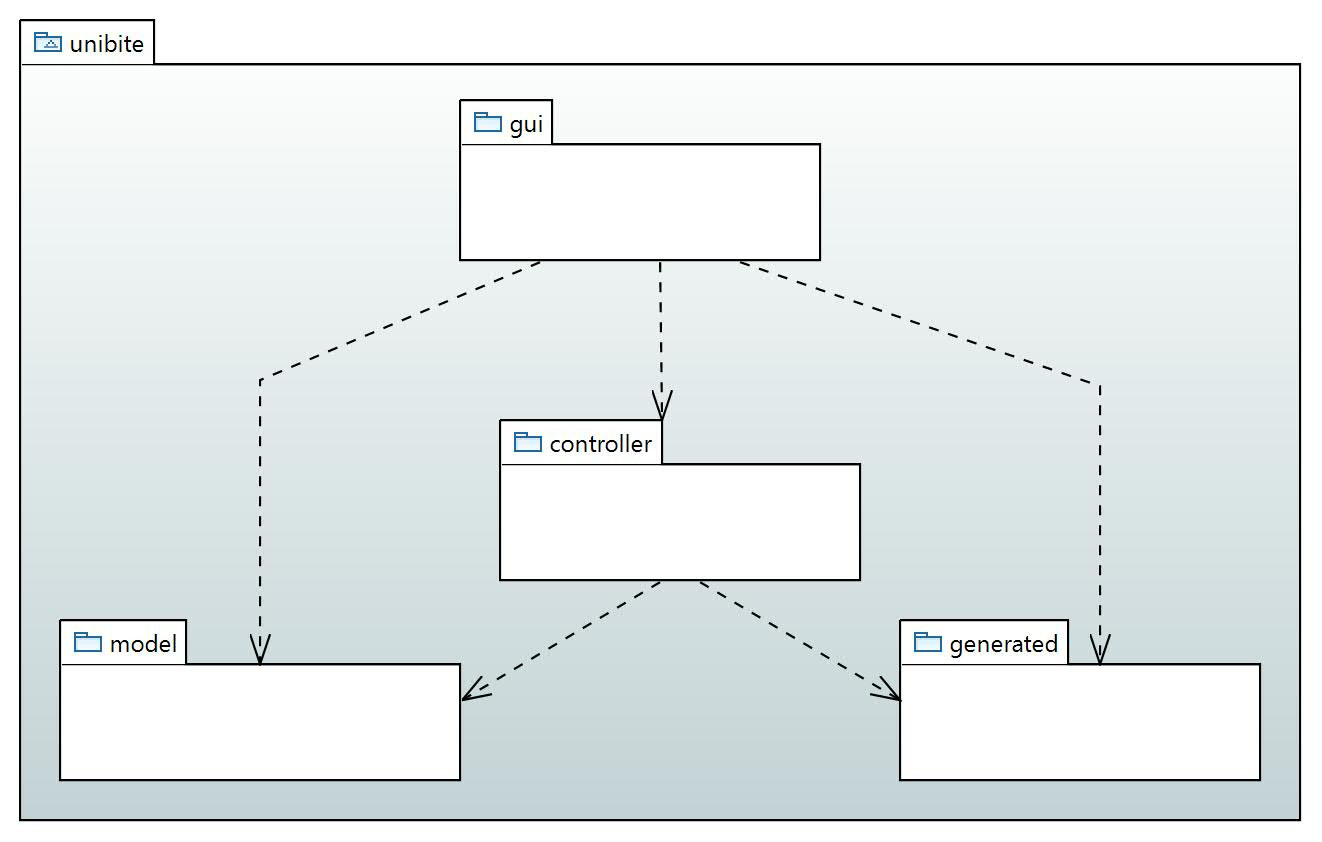 unibite
gui
controller
model
generated